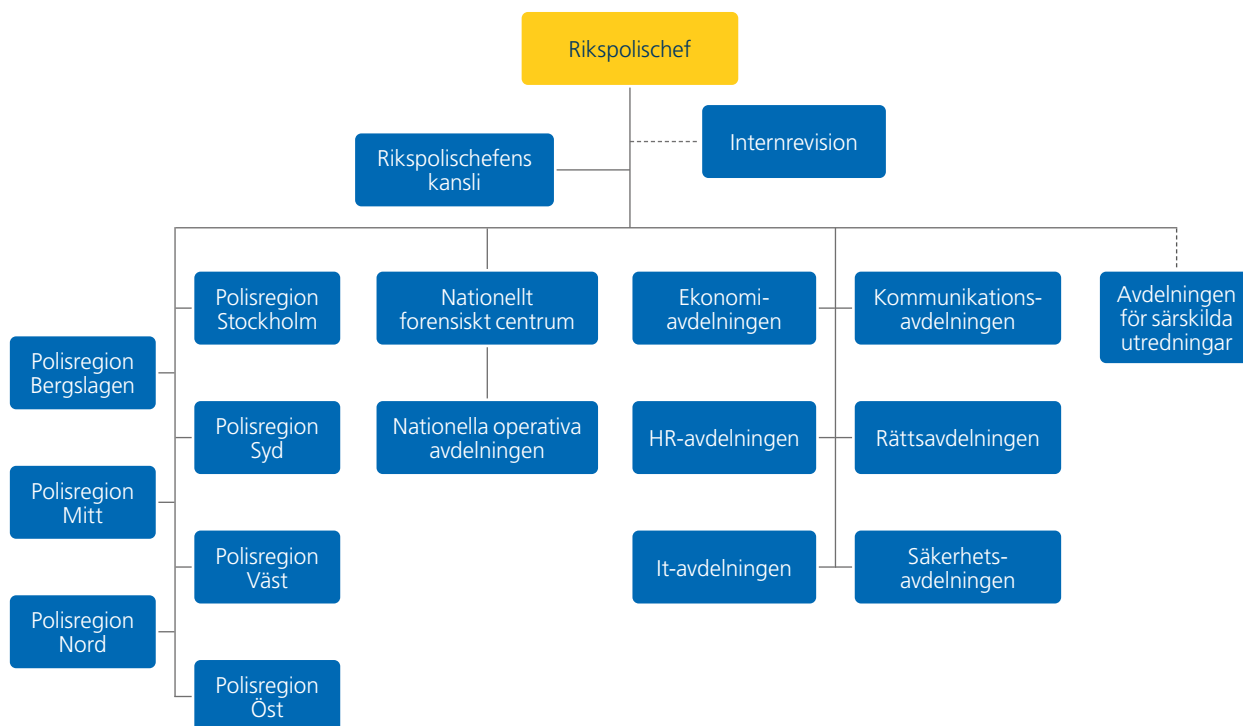 Rikspolischef
Internrevision
Rikspolischefens
kansli
Polisregion
Bergslagen
Polisregion
Mitt
Polisregion
Nord
Polisregion
Stockholm
Polisregion
Syd
Polisregion
Väst
Polisregion
Öst
Nationellt
forensiskt centrum
Nationella operativa
avdelningen
Ekonomi-
avdelningen
HR-avdelningen
It-avdelningen
Kommunikations-
avdelningen
Rättsavdelningen
Säkerhets-
avdelningen
Avdelningen
för särskilda
utredningar